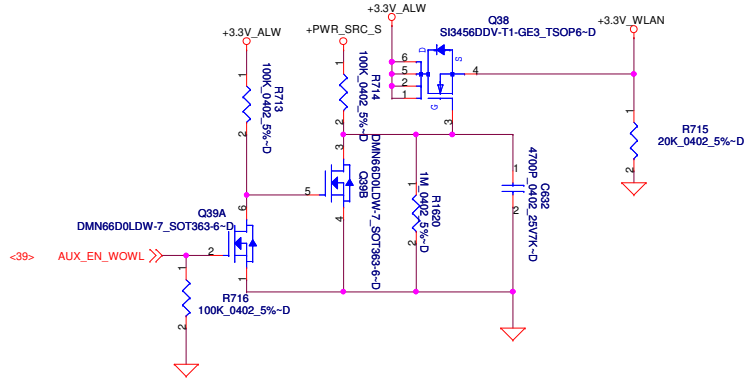 +3.3V_ALW
Q38
SI3456DDV-T1-GE3_TSOP6~D
+3.3V_WLAN
+3.3V_ALW
+PWR_SRC_S
D
S
G
6
5
2
1
4
3
1
R713
100K_0402_5%~D
2
1
R714
100K_0402_5%~D
2
1
R715
20K_0402_5%~D
2
3
5
4
Q39B
DMN66D0LDW-7_SOT363-6~D
1
R1620
1M_0402_5%~D
2
1
C632
4700P_0402_25V7K~D
2
Q39A
DMN66D0LDW-7_SOT363-6~D
6
2
1
<39>
AUX_EN_WOWL
1
R716
100K_0402_5%~D
2